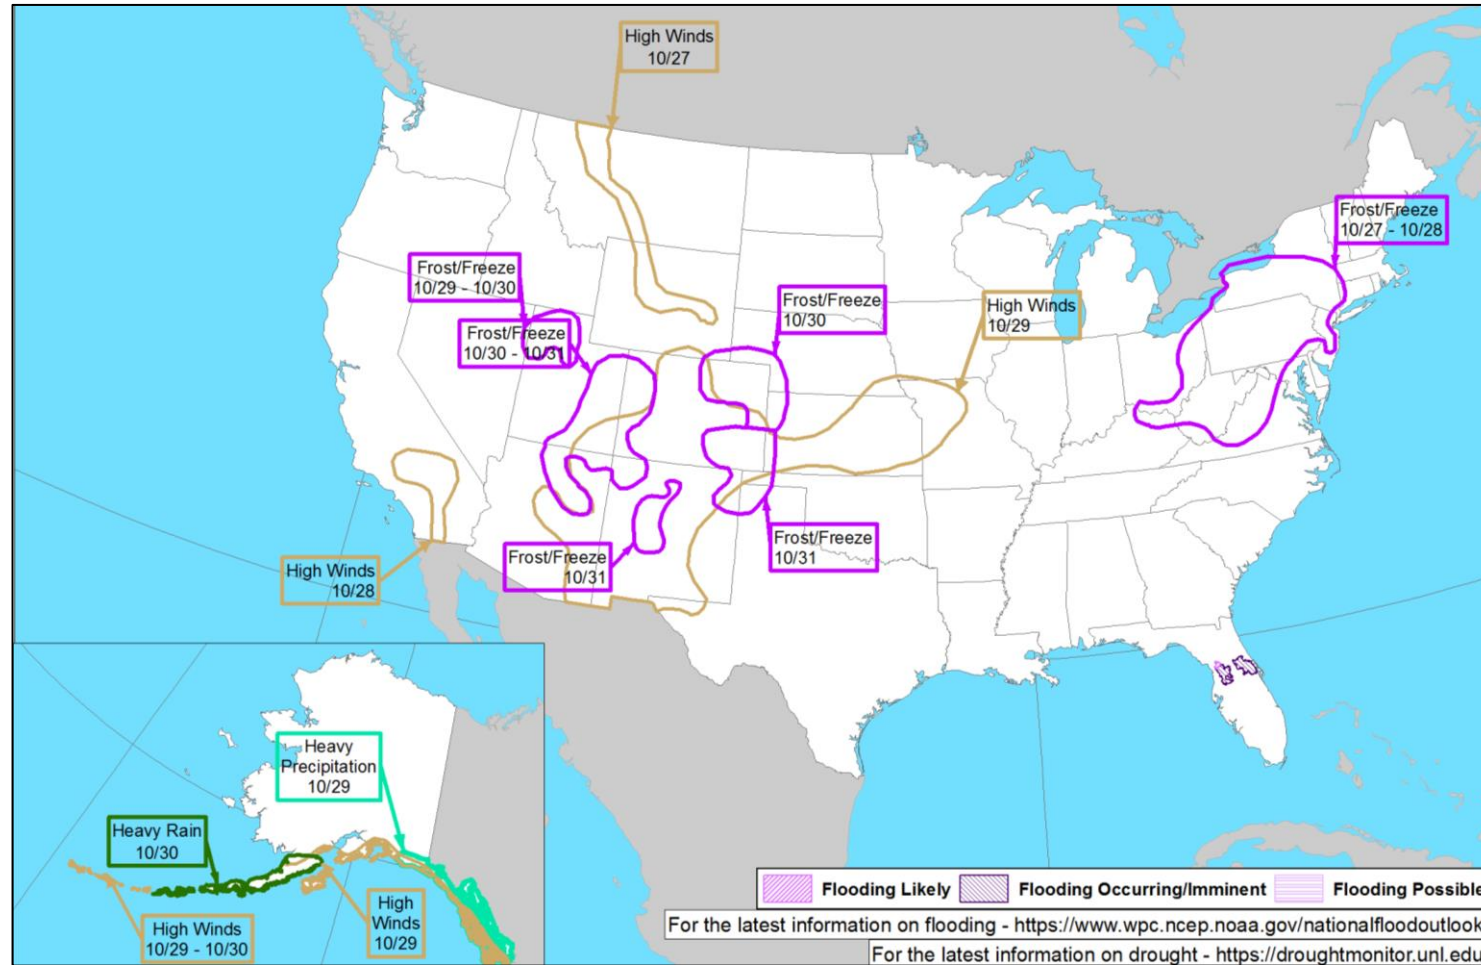 High Winds
10/27
Frost/Freeze
10/27 - 10/28
Frost/Freeze
10/29 - 10/30
Frost/Freeze
10/30 - 10/31
Frost/Freeze
10/30
High Winds
10/29
Frost/Freeze
10/31
Frost/Freeze
10/31
High Winds
10/28
Heavy
Precipitation
10/29
Heavy Rain
10/30
High Winds
10/29 - 10/30
High
Winds
10/29
Flooding Likely
Flooding Occurring/Imminent
Flooding Possible
For the latest information on flooding - https://www.wpc.ncep.noaa.gov/nationalfloodoutlook
For the latest information on drought - https://droughtmonitor.unl.edu